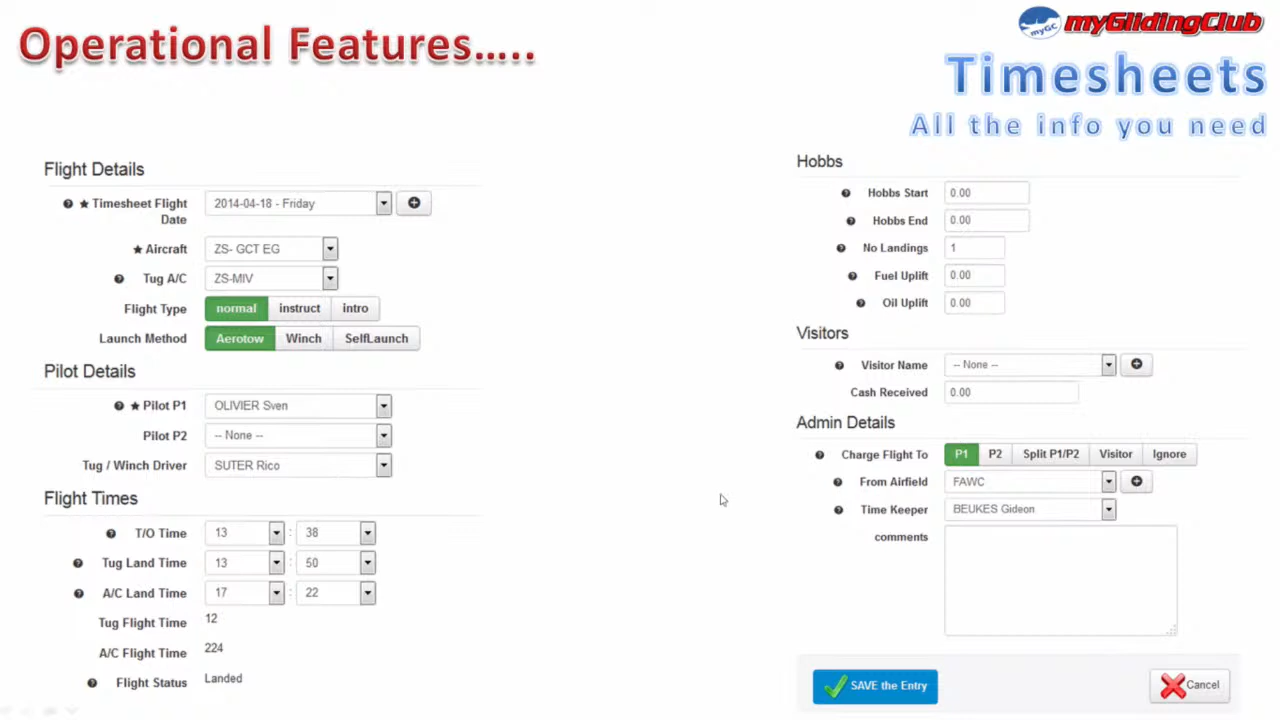 Operational Features.....
myGC myGlidingClub
Timesheets
All the info you need
Flight Details
★ Timesheet Flight Date 2014-04-18 - Friday
★ Aircraft ZS- GCT EG
Tug A/C ZS-MIV
Flight Type normal instruct intro
Launch Method Aerotow Winch SelfLaunch
Pilot Details
★ Pilot P1 OLIVIER Sven
Pilot P2 -- None --
Tug / Winch Driver SUTER Rico
Flight Times
T/O Time 13 : 38
Tug Land Time 13 : 50
A/C Land Time 17 : 22
Tug Flight Time 12
A/C Flight Time 224
Flight Status Landed
Hobbs
Hobbs Start 0.00
Hobbs End 0.00
No Landings 1
Fuel Uplift 0.00
Oil Uplift 0.00
Visitors
Visitor Name -- None --
Cash Received 0.00
Admin Details
Charge Flight To P1 P2 Split P1/P2 Visitor Ignore
From Airfield FAWC
Time Keeper BEUKES Gideon
comments
SAVE the Entry Cancel